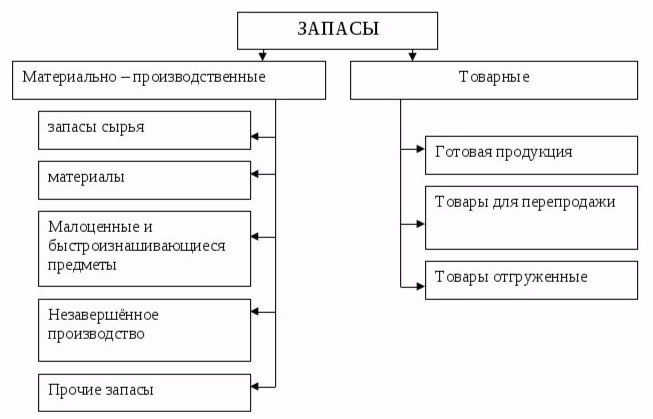 ЗАПАСЫ
Материально – производственные
Товарные
запасы сырья
материалы
Малоценные и
быстроизнашивающиеся
предметы
Незавершённое
производство
Прочие запасы
Готовая продукция
Товары для перепродажи
Товары отгруженные